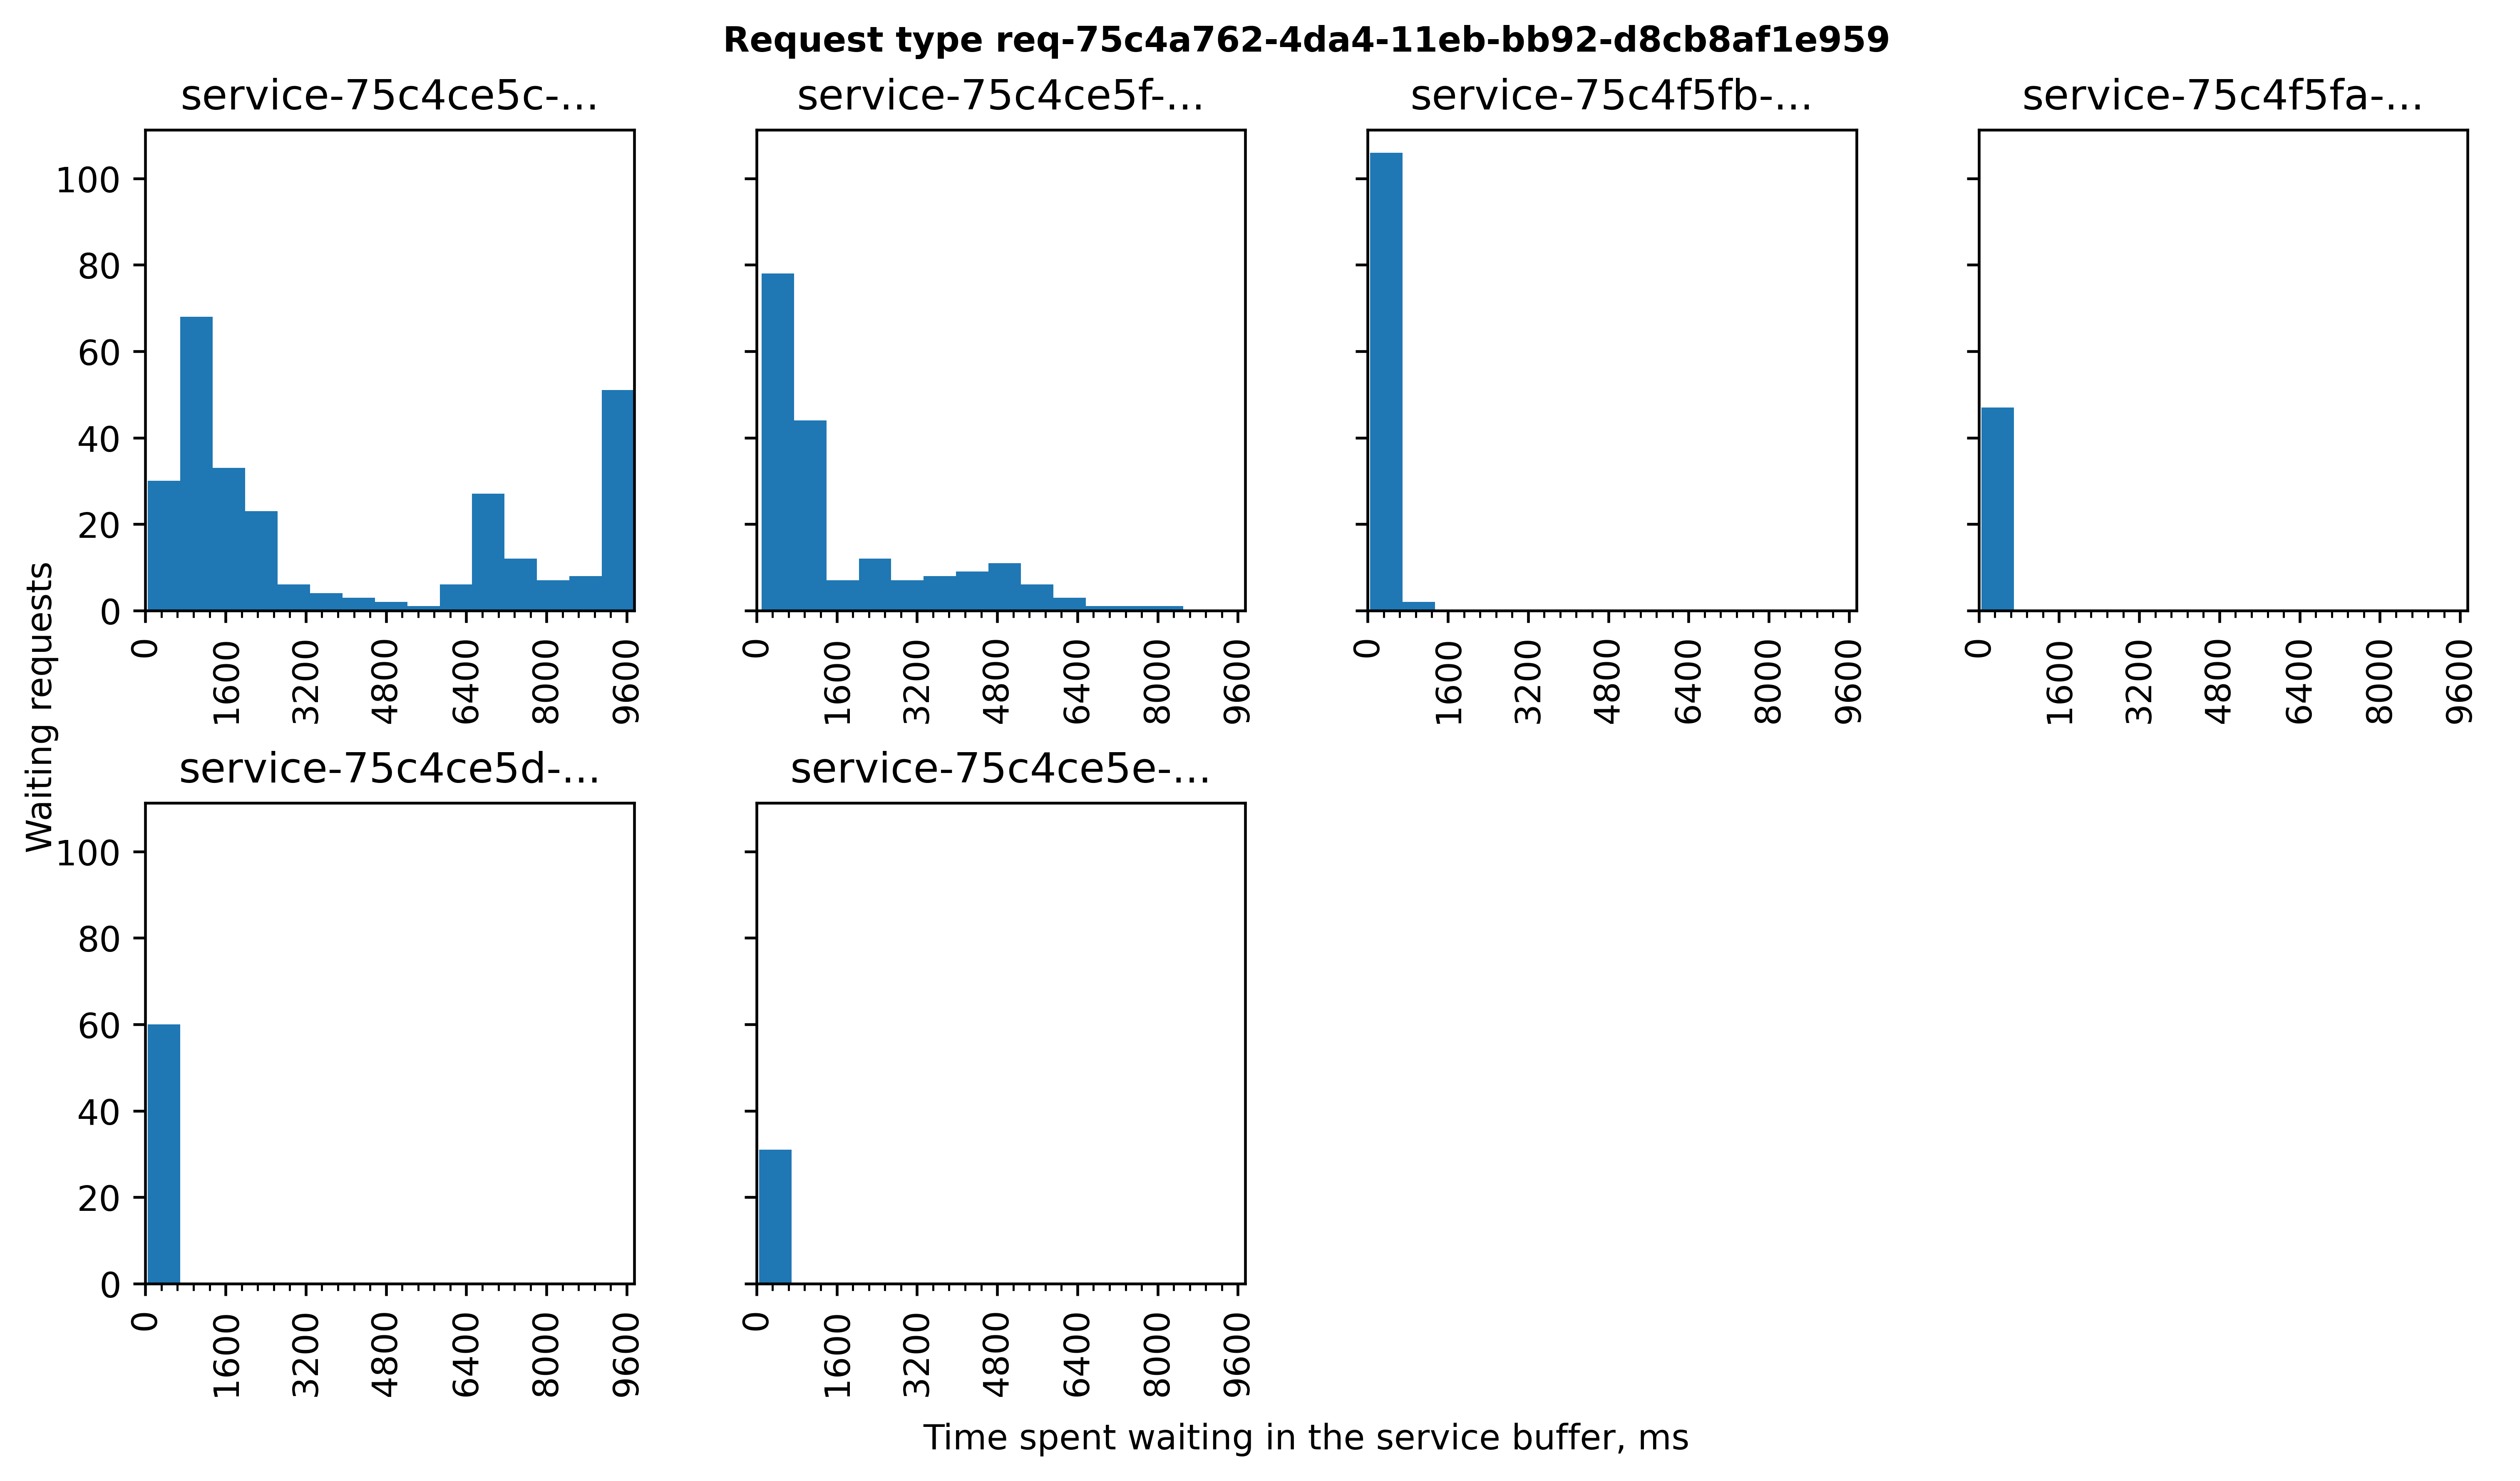 Request type req-75c4a762-4da4-11eb-bb92-d8cb8af1e959
service-75c4ce5c-...
service-75c4ce5f-...
service-75c4f5fb-...
service-75c4f5fa-...
100
80
60
40
20
0
0 1600 3200 4800 6400 8000 9600
0 1600 3200 4800 6400 8000 9600
0 1600 3200 4800 6400 8000 9600
0 1600 3200 4800 6400 8000 9600
Waiting requests
service-75c4ce5d-...
service-75c4ce5e-...
100
80
60
40
20
0
0 1600 3200 4800 6400 8000 9600
0 1600 3200 4800 6400 8000 9600
Time spent waiting in the service buffer, ms